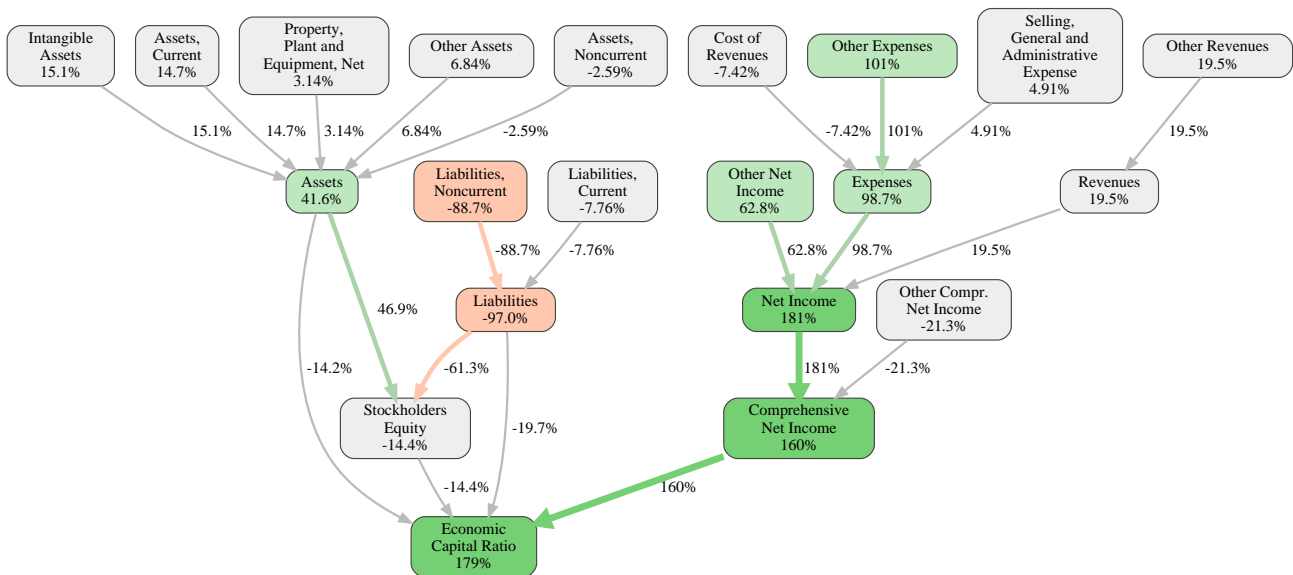 Intangible
Assets
15.1%
Assets,
Current
14.7%
Property,
Plant and
Equipment, Net
3.14%
Other Assets
6.84%
Assets,
Noncurrent
-2.59%
Cost of
Revenues
-7.42%
Other Expenses
101%
Selling,
General and
Administrative
Expense
4.91%
Other Revenues
19.5%
15.1%
14.7%
3.14%
6.84%
-2.59%
-7.42%
101%
4.91%
19.5%
Assets
41.6%
Liabilities,
Noncurrent
-88.7%
Liabilities,
Current
-7.76%
Other Net
Income
62.8%
Expenses
98.7%
Revenues
19.5%
-88.7%
-7.76%
62.8%
98.7%
19.5%
46.9%
Liabilities
-97.0%
Net Income
181%
Other Compr.
Net Income
-21.3%
-14.2%
-61.3%
181%
-21.3%
Stockholders
Equity
-14.4%
-19.7%
Comprehensive
Net Income
160%
-14.4%
160%
Economic
Capital Ratio
179%